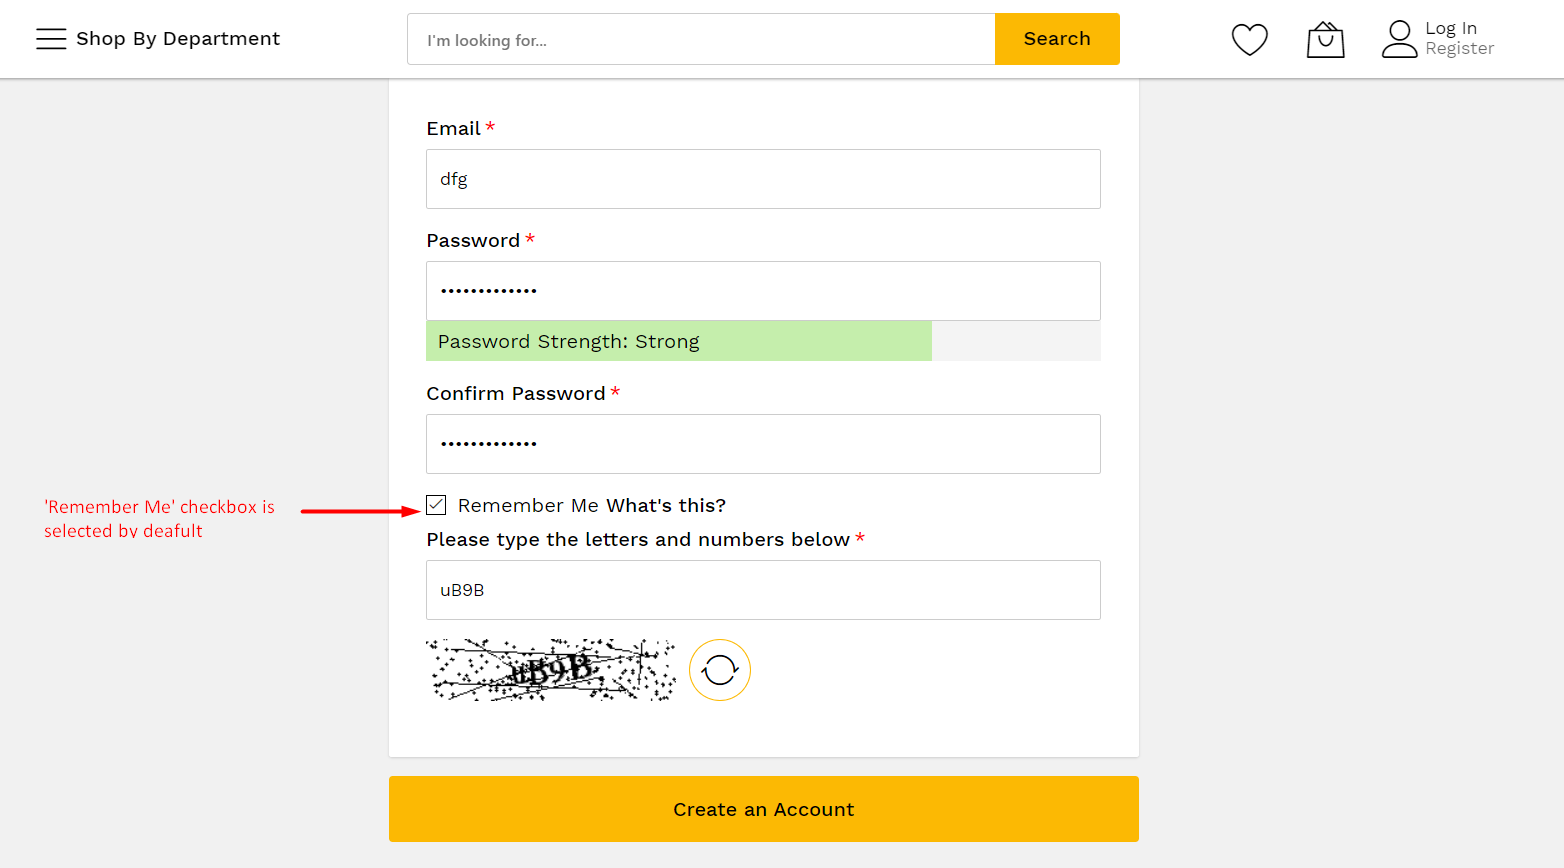 Shop By Department
I'm looking for...
Search
Log In
Register
Email *
dfg
Password *
•••••••••••••
Password Strength: Strong
Confirm Password *
•••••••••••••
'Remember Me' checkbox is
selected by deafult
Remember Me What's this?
Please type the letters and numbers below *
uB9B
uB9B
Create an Account